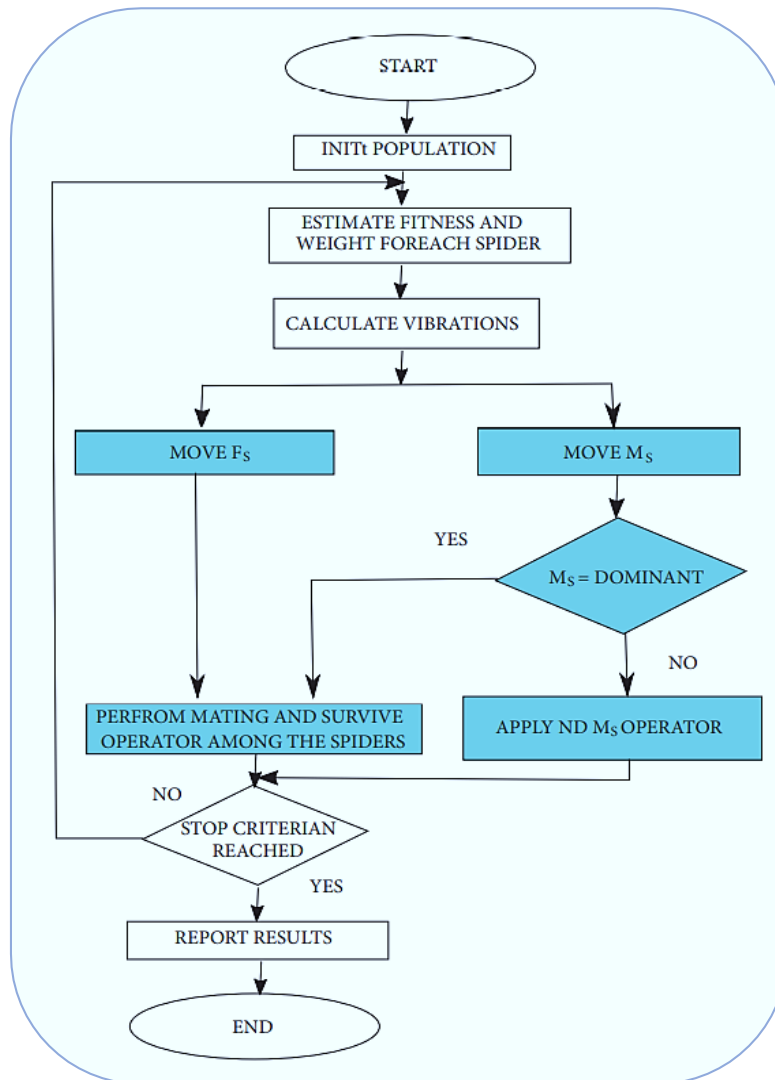 START
INITt POPULATION
ESTIMATE FITNESS AND
WEIGHT FOREACH SPIDER
CALCULATE VIBRATIONS
MOVE FS
MOVE MS
YES
MS = DOMINANT
NO
PERFROM MATING AND SURVIVE
OPERATOR AMONG THE SPIDERS
APPLY ND MS OPERATOR
NO
STOP CRITERIAN
REACHED
YES
REPORT RESULTS
END